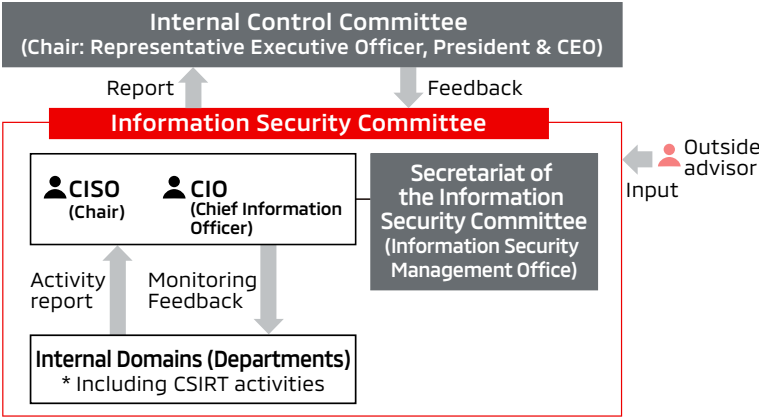 Internal Control Committee
(Chair: Representative Executive Officer, President & CEO)
Report
Feedback
Information Security Committee
CISO
(Chair)
CIO
(Chief Information
Officer)
Secretariat of
the Information
Security Committee
(Information Security
Management Office)
Outside
advisor
Input
Activity
report
Monitoring
Feedback
Internal Domains (Departments)
* Including CSIRT activities